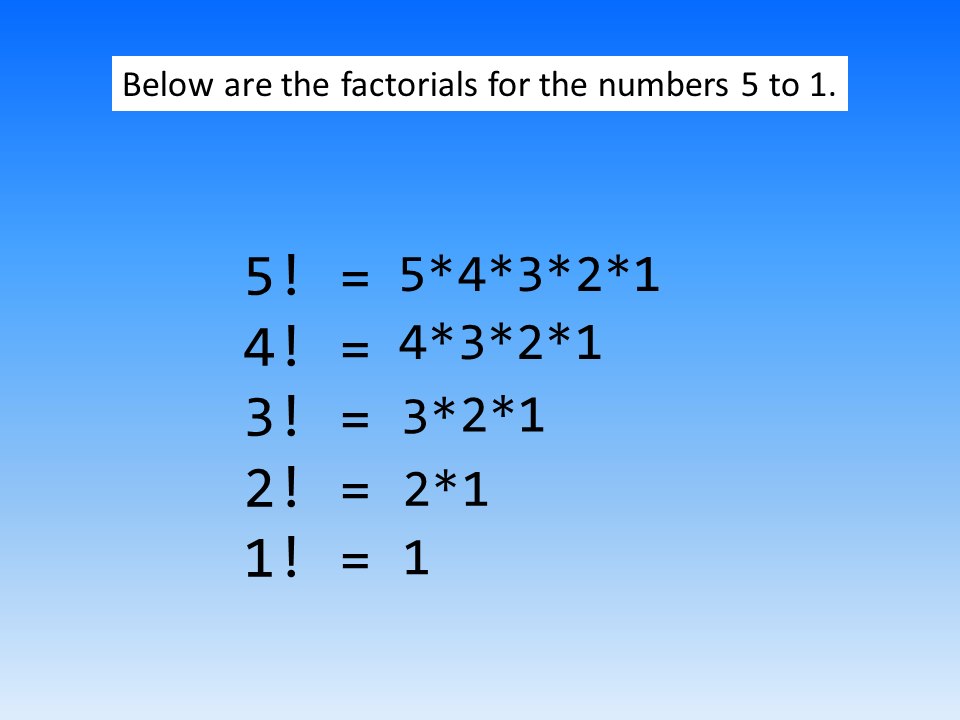 Below are the factorials for the numbers 5 to 1.
5! = 5*4*3*2*1
4! = 4*3*2*1
3! = 3*2*1
2! = 2*1
1! = 1